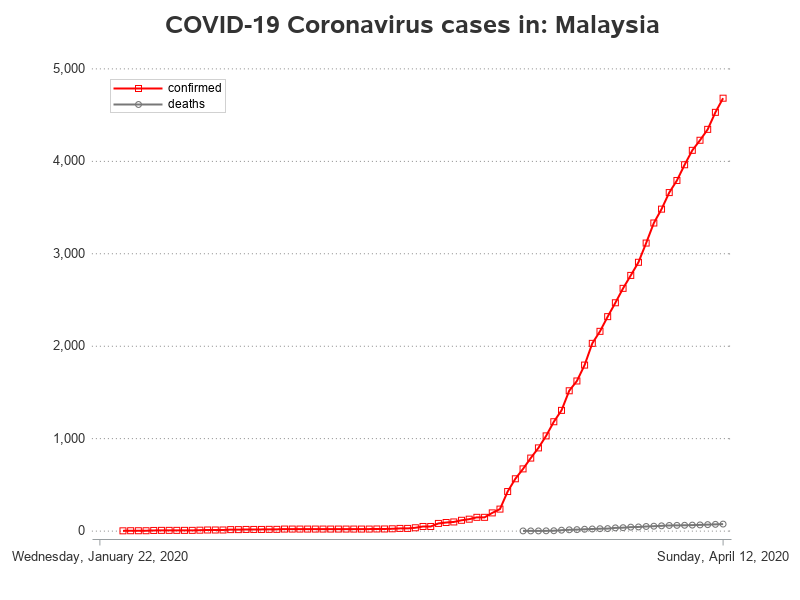 COVID-19 Coronavirus cases in: Malaysia
5,000
confirmed
deaths
4,000
3,000
2,000
1,000
0
Wednesday, January 22, 2020
Sunday, April 12, 2020